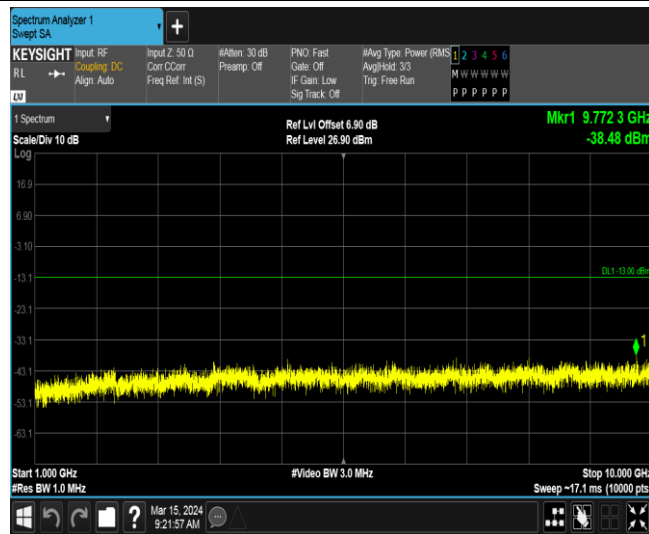 Spectrum Analyzer 1
Swept SA
+
KEYSIGHT
RL
LXI
Input: RF
Coupling: DC
Align: Auto
Input Z: 50 Ω
Corr CCorr
Freq Ref: Int (S)
#Atten: 30 dB
Preamp: Off
PNO: Fast
Gate: Off
IF Gain: Low
Sig Track: Off
#Avg Type: Power (RMS
Avg|Hold: 3/3
Trig: Free Run
1 2 3 4 5 6
M W W W W W
P P P P P P
1 Spectrum
Scale/Div 10 dB
Ref Lvl Offset 6.90 dB
Ref Level 26.90 dBm
Mkr1 9.772 3 GHz
-38.48 dBm
Log
16.9
6.90
-3.10
-13.1
DL1 -13.00 dBm
-23.1
-33.1
1
-43.1
-53.1
-63.1
Start 1.000 GHz
#Video BW 3.0 MHz
Stop 10.000 GHz
#Res BW 1.0 MHz
Sweep ~17.1 ms (10000 pts
?
Mar 15, 2024
9:21:57 AM